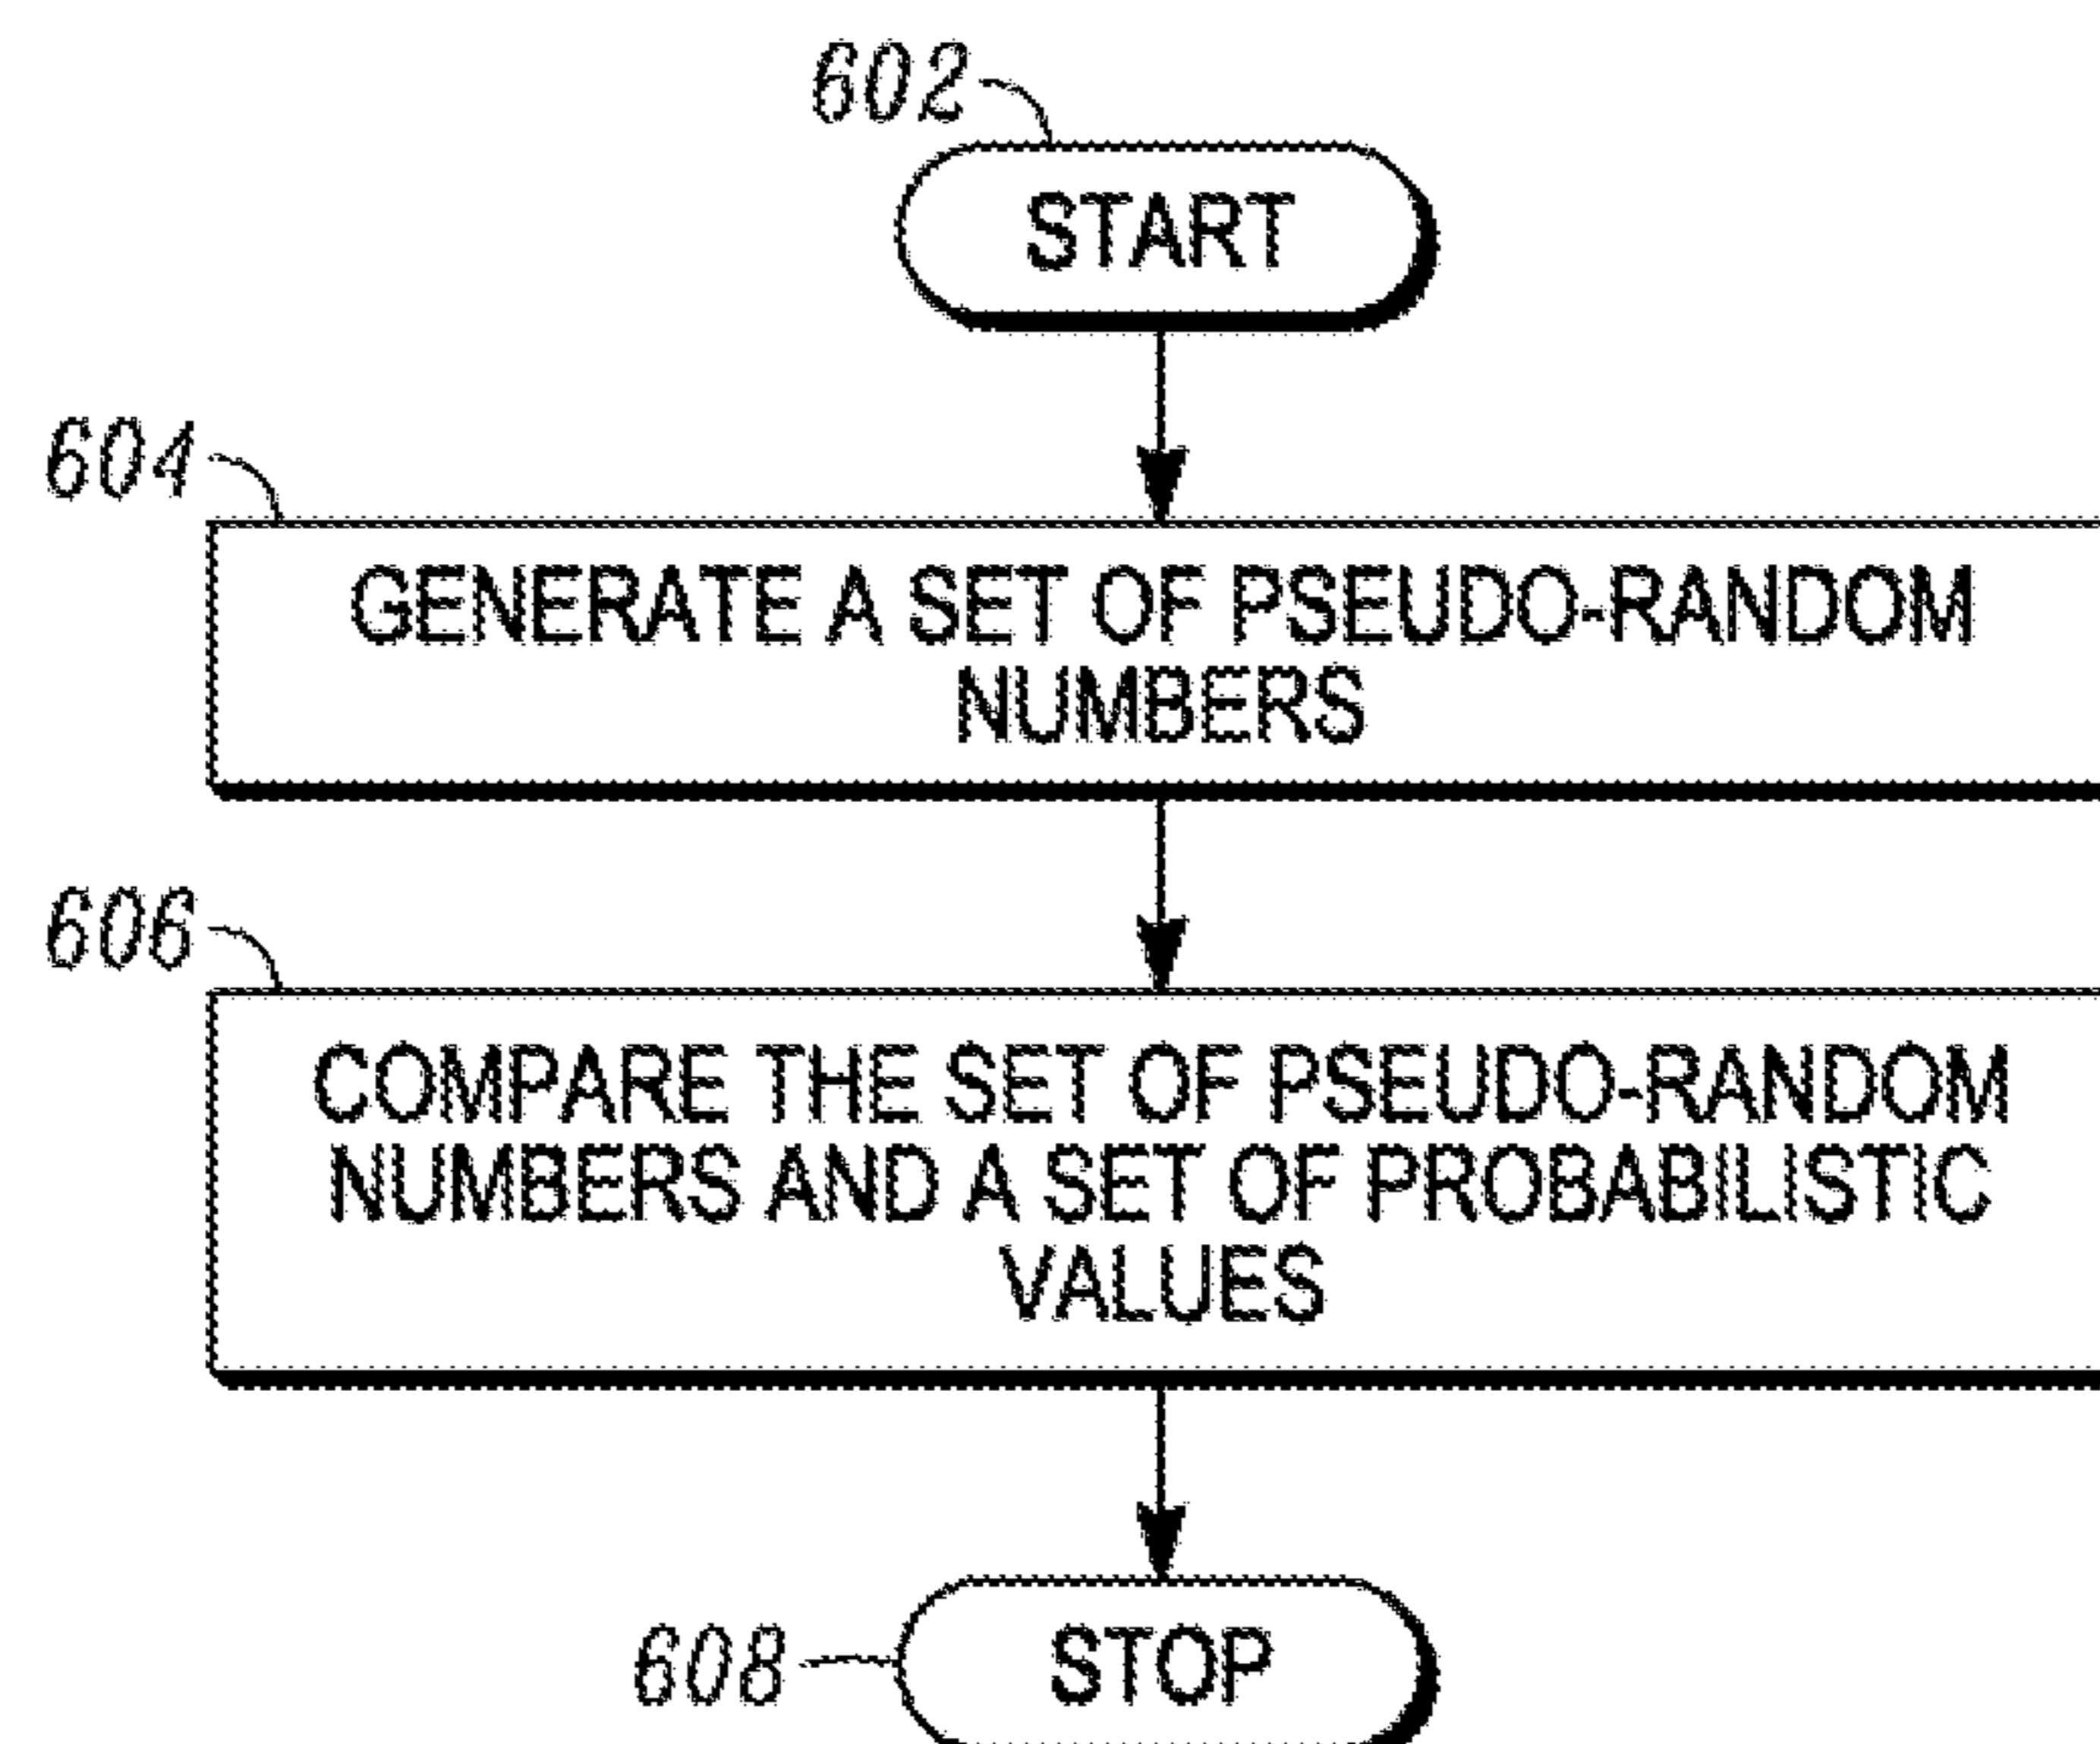 602
START
604
GENERATE A SET OF PSEUDO-RANDOM
NUMBERS
606
COMPARE THE SET OF PSEUDO-RANDOM
NUMBERS AND A SET OF PROBABILISTIC
VALUES
608
STOP